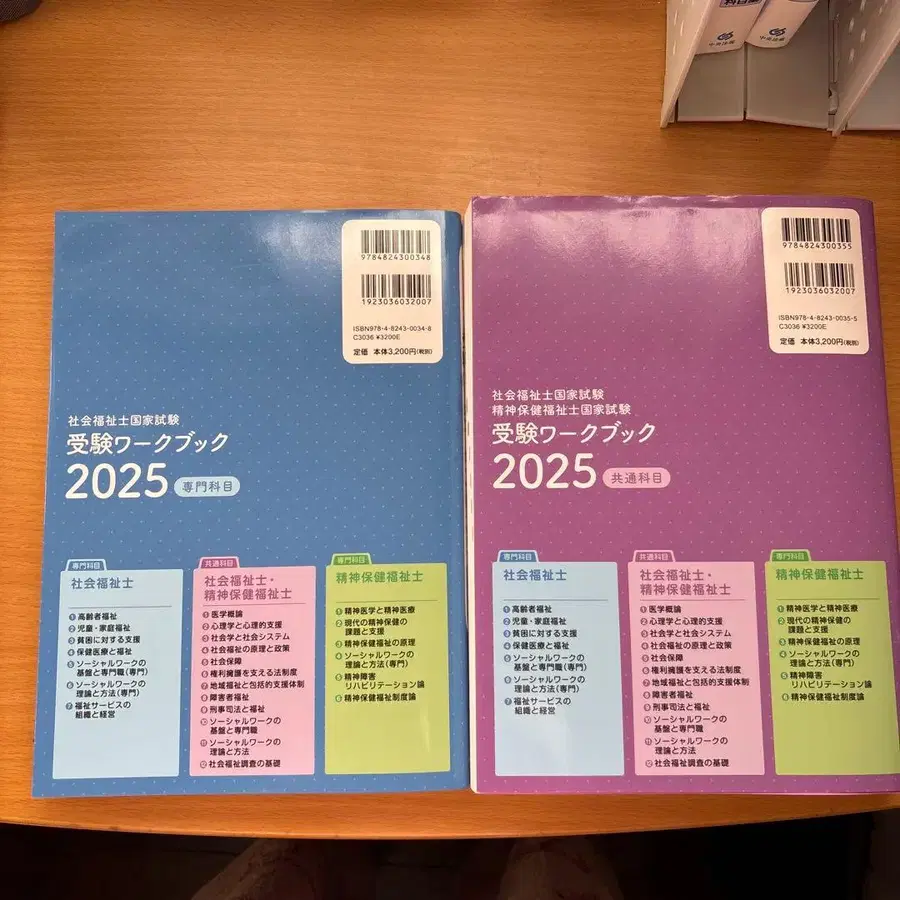 中央法規
中央法規
9784824300348
1923036032007
ISBN978-4-8243-0034-8
C3036 ¥3200E
定価 本体3,200円(税別)
社会福祉士国家試験
受験ワークブック
2025 専門科目
専門科目
社会福祉士
1 高齢者福祉
2 児童・家庭福祉
3 貧困に対する支援
4 保健医療と福祉
5 ソーシャルワークの
基盤と専門職(専門)
6 ソーシャルワークの
理論と方法(専門)
7 福祉サービスの
組織と経営
共通科目
社会福祉士・
精神保健福祉士
1 医学概論
2 心理学と心理的支援
3 社会学と社会システム
4 社会福祉の原理と政策
5 社会保障
6 権利擁護を支える法制度
7 地域福祉と包括的支援体制
8 障害者福祉
9 刑事司法と福祉
10 ソーシャルワークの
基盤と専門職
11 ソーシャルワークの
理論と方法
12 社会福祉調査の基礎
専門科目
精神保健福祉士
1 精神医学と精神医療
2 現代の精神保健の
課題と支援
3 精神保健福祉の原理
4 ソーシャルワークの
理論と方法(専門)
5 精神障害
リハビリテーション論
6 精神保健福祉制度論
9784824300355
1923036032007
ISBN978-4-8243-0035-5
C3036 ¥3200E
定価 本体3,200円(税別)
社会福祉士国家試験
精神保健福祉士国家試験
受験ワークブック
2025 共通科目
専門科目
社会福祉士
1 高齢者福祉
2 児童・家庭福祉
3 貧困に対する支援
4 保健医療と福祉
5 ソーシャルワークの
基盤と専門職(専門)
6 ソーシャルワークの
理論と方法(専門)
7 福祉サービスの
組織と経営
共通科目
社会福祉士・
精神保健福祉士
1 医学概論
2 心理学と心理的支援
3 社会学と社会システム
4 社会福祉の原理と政策
5 社会保障
6 権利擁護を支える法制度
7 地域福祉と包括的支援体制
8 障害者福祉
9 刑事司法と福祉
10 ソーシャルワークの
基盤と専門職
11 ソーシャルワークの
理論と方法
12 社会福祉調査の基礎
専門科目
精神保健福祉士
1 精神医学と精神医療
2 現代の精神保健の
課題と支援
3 精神保健福祉の原理
4 ソーシャルワークの
理論と方法(専門)
5 精神障害
リハビリテーション論
6 精神保健福祉制度論